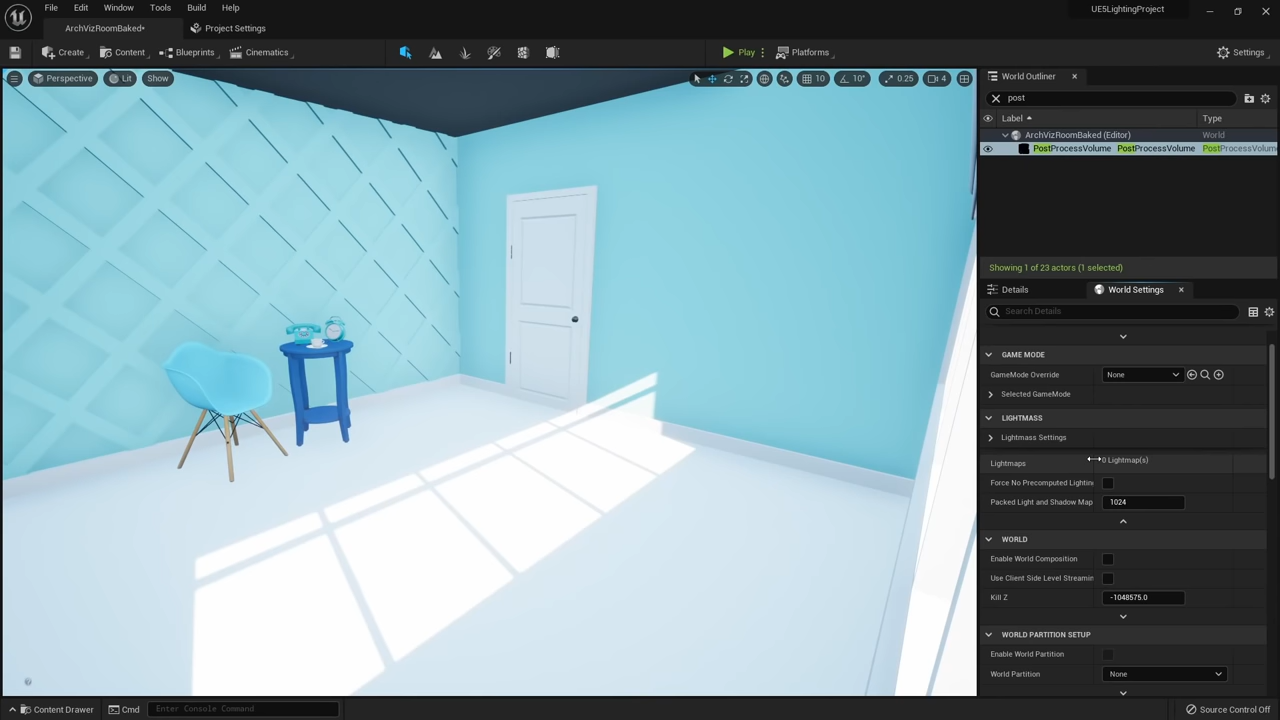 File Edit Window Tools Build Help
UE5LightingProject
ArchVizRoomBaked•
Project Settings
Create
Content
Blueprints
Cinematics
Play
Platforms
Settings
Perspective
Lit
Show
10
10°
0.25
4
World Outliner
post
Label
Type
ArchVizRoomBaked (Editor)
World
PostProcessVolume PostProcessVolume
PostProcessVolum
Showing 1 of 23 actors (1 selected)
Details
World Settings
Search Details
GAME MODE
GameMode Override
None
Selected GameMode
LIGHTMASS
Lightmass Settings
Lightmaps
0 Lightmap(s)
Force No Precomputed Lightin
Packed Light and Shadow Map
1024
WORLD
Enable World Composition
Use Client Side Level Streamin
Kill Z
-1048575.0
WORLD PARTITION SETUP
Enable World Partition
World Partition
None
Content Drawer
Cmd
Enter Console Command
Source Control Off